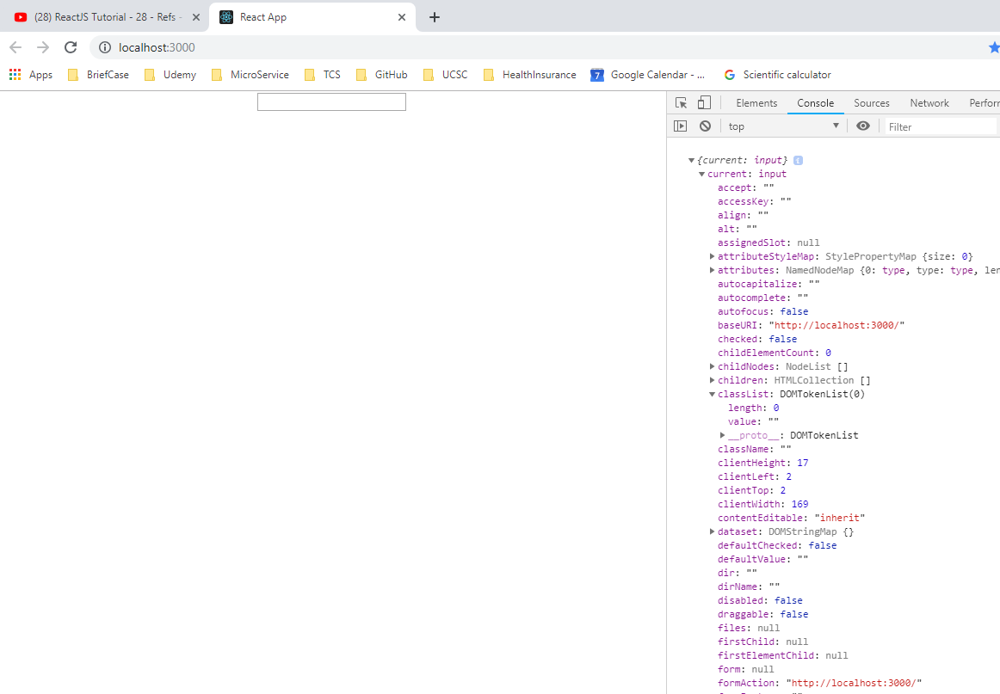 (28) ReactJS Tutorial - 28 - Refs -
React App
localhost:3000
Apps BriefCase Udemy MicroService TCS GitHub UCSC HealthInsurance 7 Google Calendar - ... Scientific calculator
Elements Console Sources Network Perfor
top Filter
{current: input} i
current: input
accept: ""
accessKey: ""
align: ""
alt: ""
assignedSlot: null
attributeStyleMap: StylePropertyMap {size: 0}
attributes: NamedNodeMap {0: type, type: type, len
autocapitalize: ""
autocomplete: ""
autofocus: false
baseURI: "http://localhost:3000/"
checked: false
childElementCount: 0
childNodes: NodeList []
children: HTMLCollection []
classList: DOMTokenList(0)
length: 0
value: ""
__proto__: DOMTokenList
className: ""
clientHeight: 17
clientLeft: 2
clientTop: 2
clientWidth: 169
contentEditable: "inherit"
dataset: DOMStringMap {}
defaultChecked: false
defaultValue: ""
dir: ""
dirName: ""
disabled: false
draggable: false
files: null
firstChild: null
firstElementChild: null
form: null
formAction: "http://localhost:3000/"